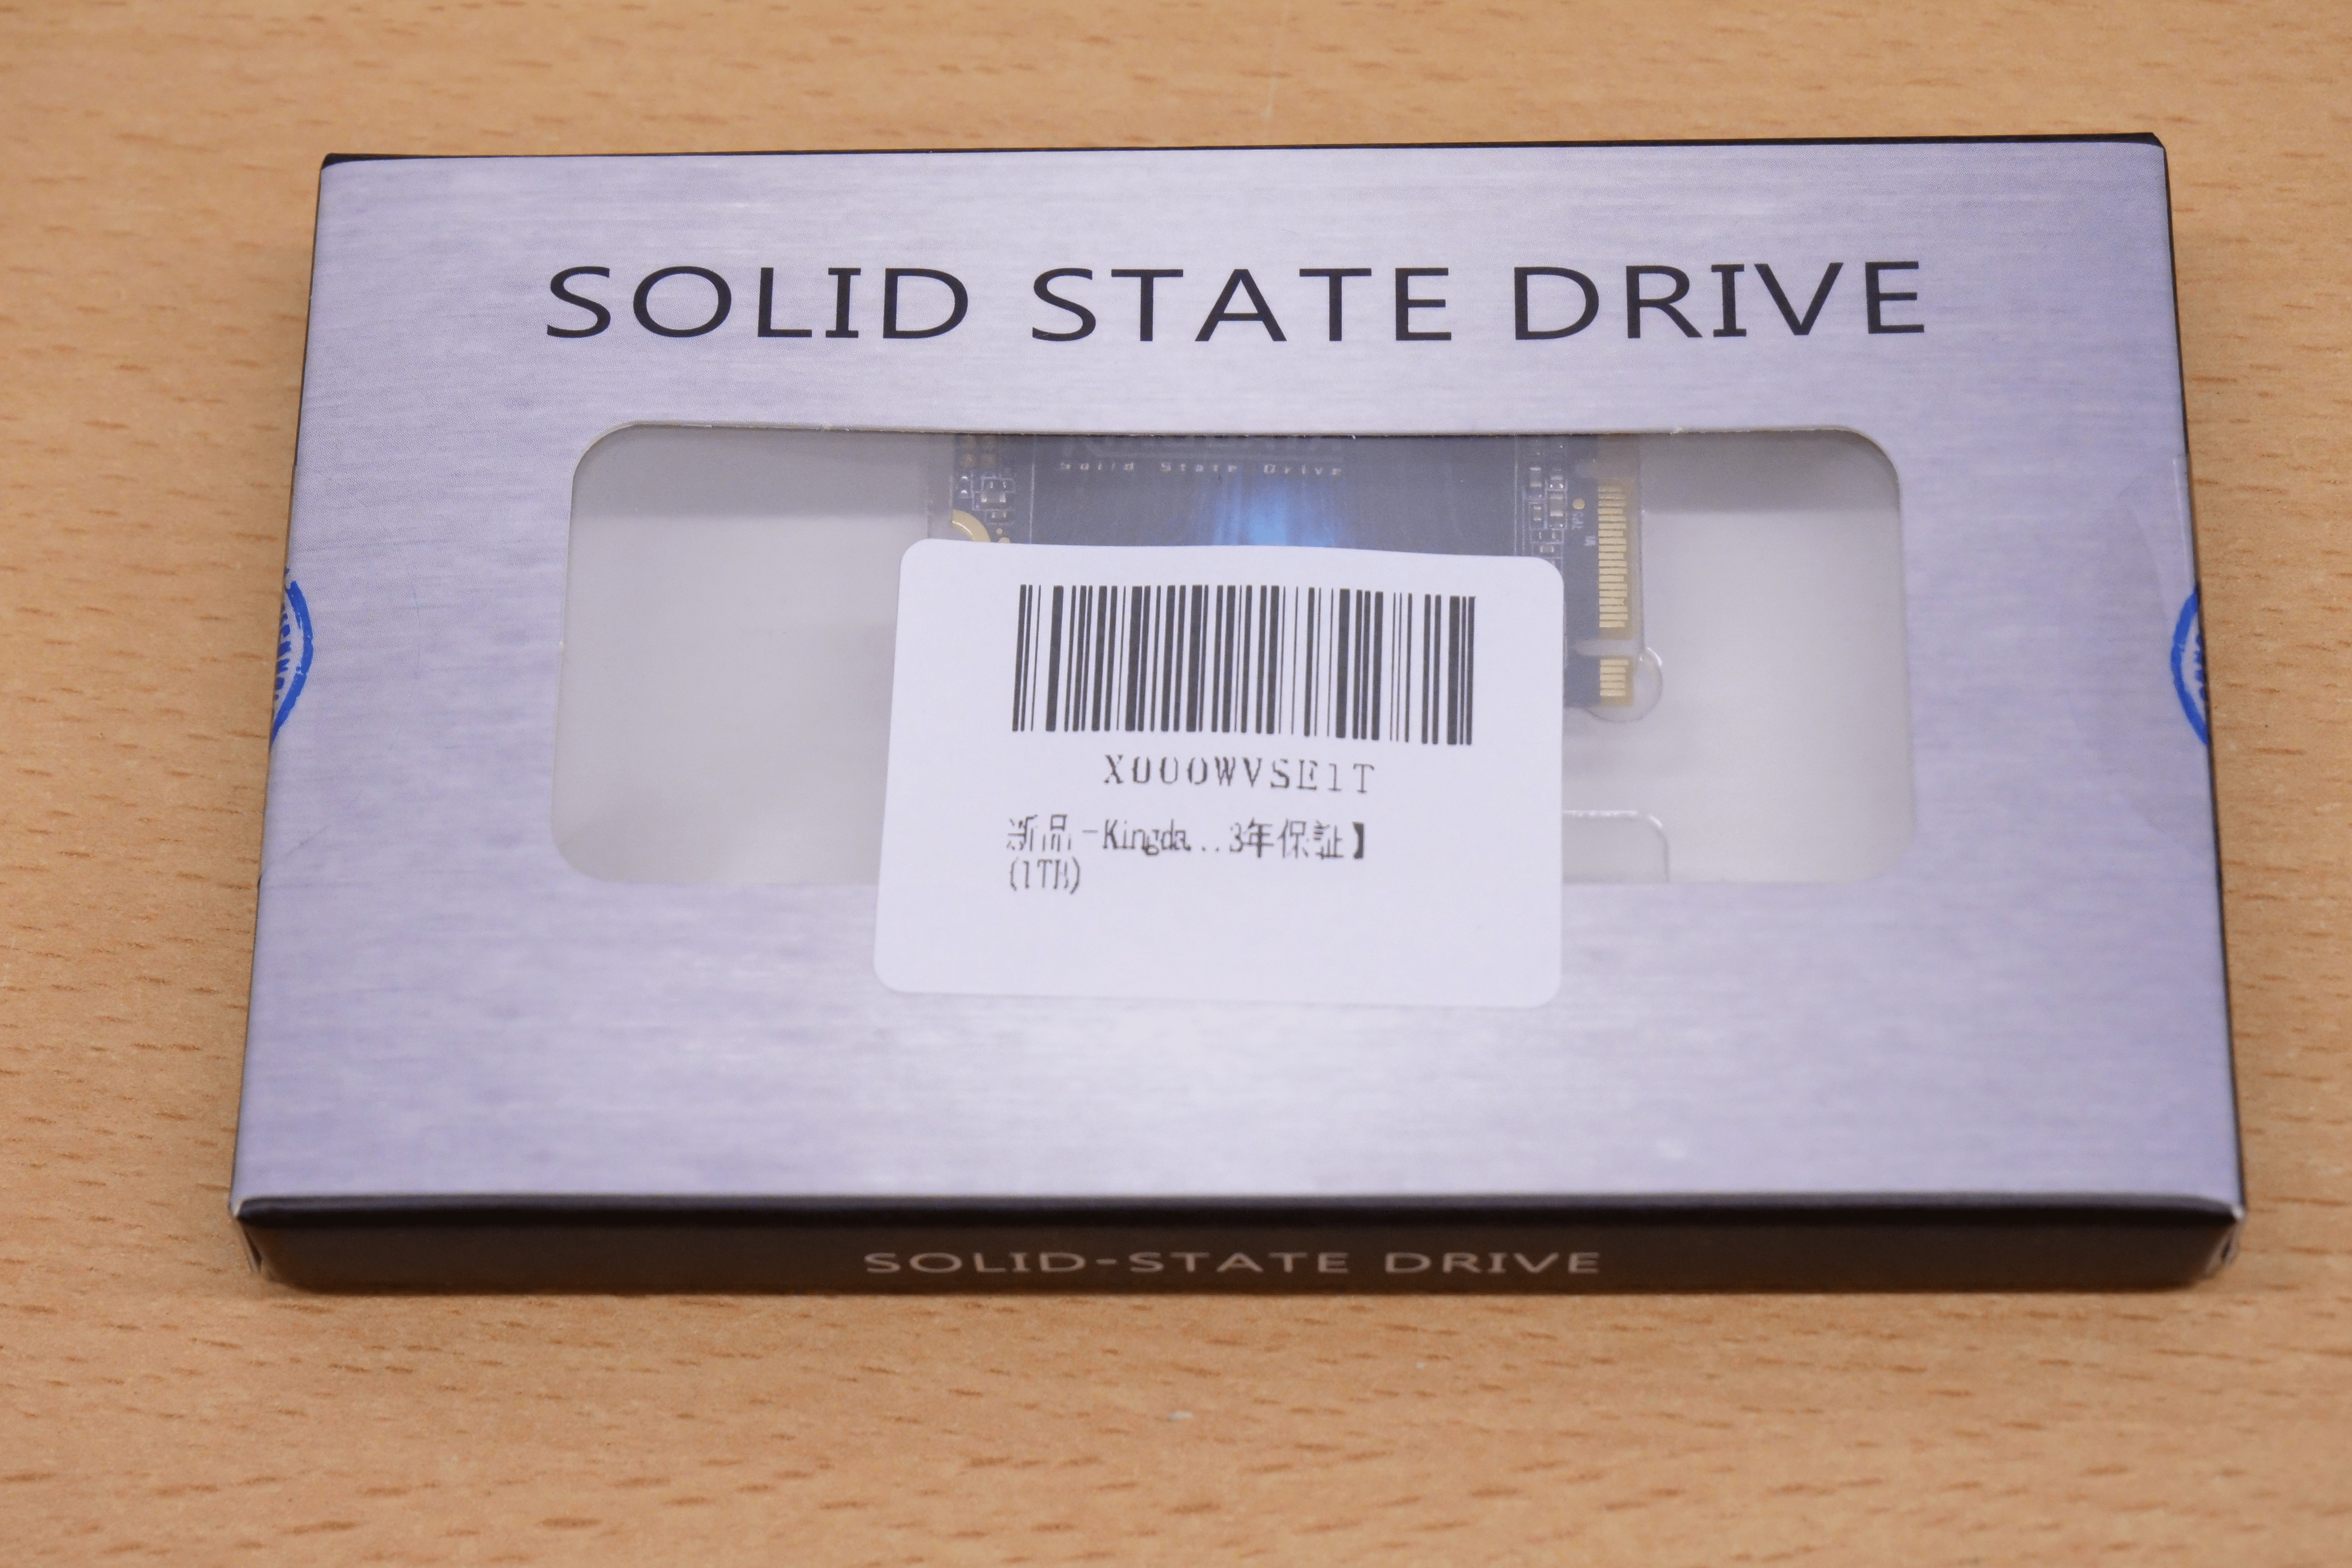 SOLID STATE DRIVE
Solid State Drive
X000WVSE1T
新品-Kingda...3年保証】
(1TB)
SOLID-STATE DRIVE